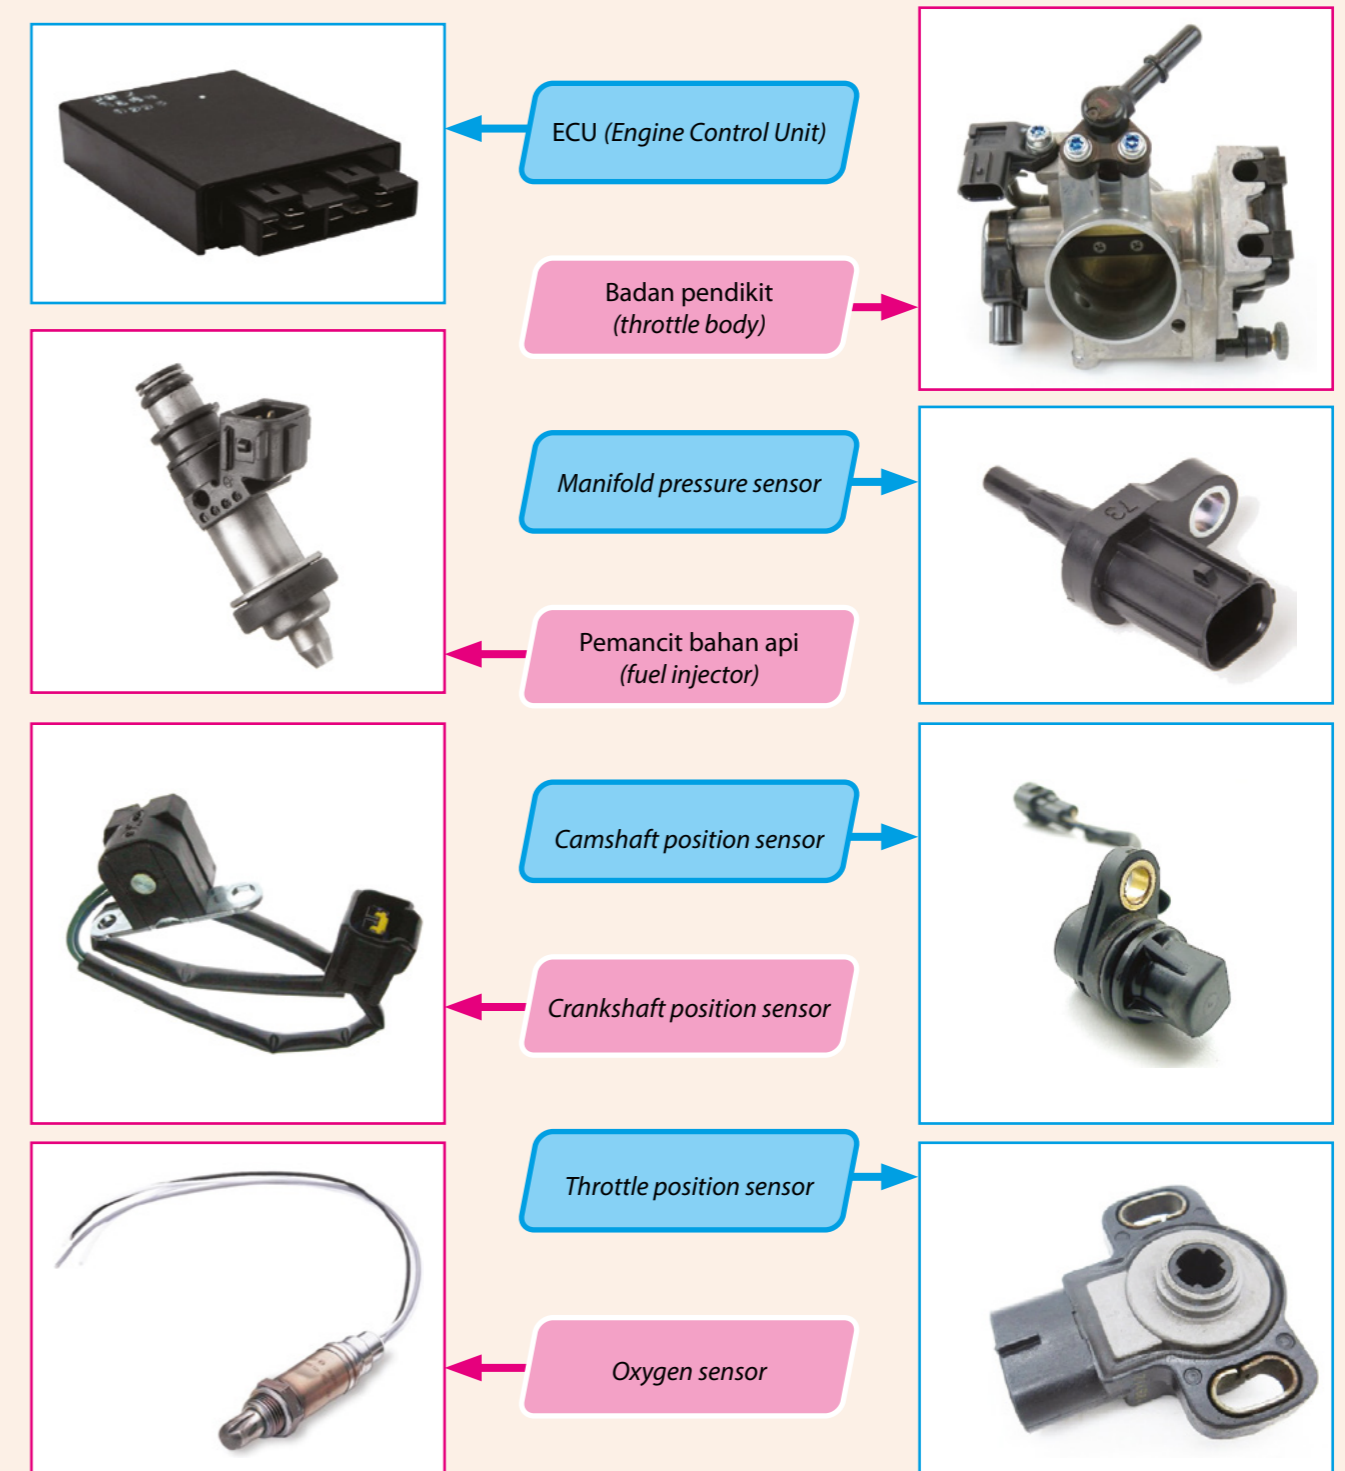 ECU (Engine Control Unit)
Badan pendikit
(throttle body)
Manifold pressure sensor
Pemancit bahan api
(fuel injector)
Camshaft position sensor
Crankshaft position sensor
Throttle position sensor
Oxygen sensor